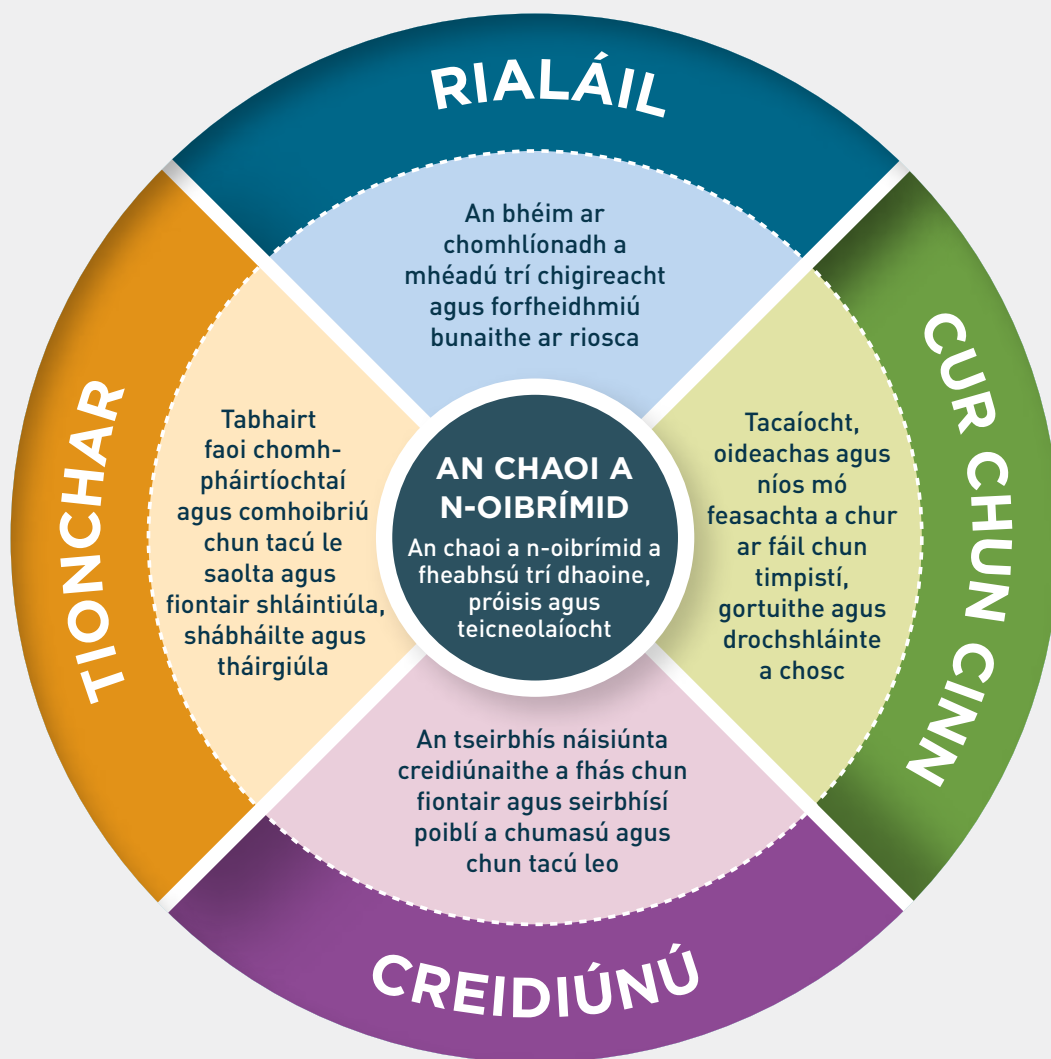 RIALÁIL
An bhéim ar
chomhlíonadh a
mhéadú trí chigireacht
agus forfheidhmiú
bunaithe ar riosca
CUR CHUN CINN
Tacaíocht,
oideachas agus
níos mó
feasachta a chur
ar fáil chun
timpistí,
gortuithe agus
drochshláinte
a chosc
CREIDIÚNÚ
An tseirbhís náisiúnta
creidiúnaithe a fhás chun
fiontair agus seirbhísí
poiblí a chumasú agus
chun tacú leo
TIONCHAR
Tabhairt
faoi chomh-
pháirtíochtaí
agus comhoibriú
chun tacú le
saolta agus
fiontair shláintiúla,
shábháilte agus
tháirgiúla
AN CHAOI A
N-OIBRÍMID
An chaoi a n-oibrímid a
fheabhsú trí dhaoine,
próisis agus
teicneolaíocht